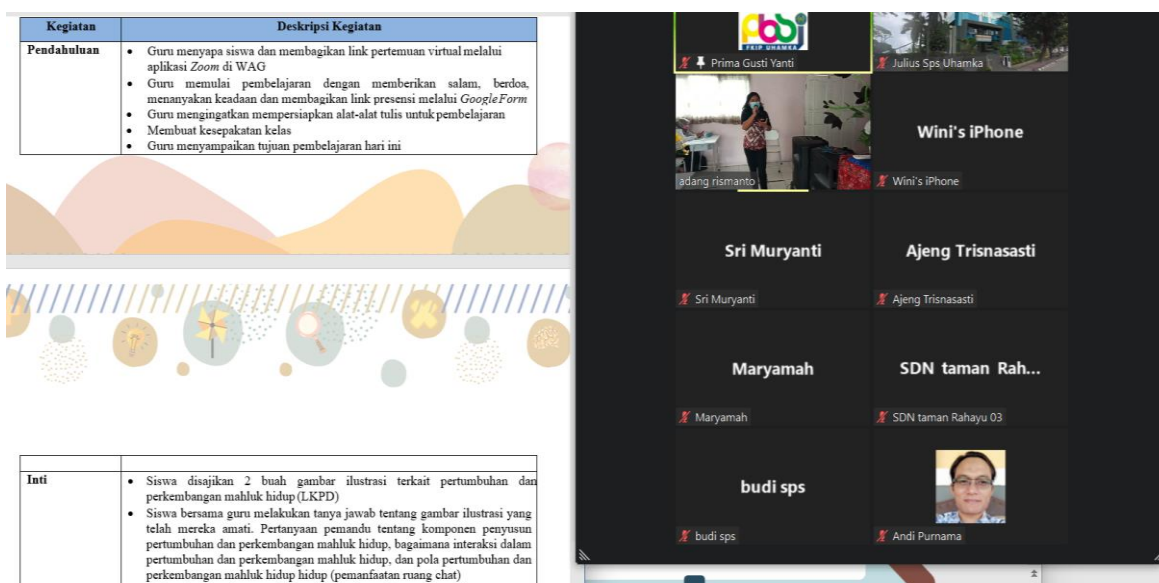 Kegiatan
Deskripsi Kegiatan
Pendahuluan
• Guru menyapa siswa dan membagikan link pertemuan virtual melalui
aplikasi Zoom di WAG
• Guru memulai pembelajaran dengan memberikan salam, berdoa,
menanyakan keadaan dan membagikan link presensi melalui Google Form
• Guru mengingatkan mempersiapkan alat-alat tulis untuk pembelajaran
• Membuat kesepakatan kelas
• Guru menyampaikan tujuan pembelajaran hari ini
Inti
• Siswa disajikan 2 buah gambar ilustrasi terkait pertumbuhan dan
perkembangan mahluk hidup (LKPD)
• Siswa bersama guru melakukan tanya jawab tentang gambar ilustrasi yang
telah mereka amati. Pertanyaan pemandu tentang komponen penyusun
pertumbuhan dan perkembangan mahluk hidup, bagaimana interaksi dalam
pertumbuhan dan perkembangan mahluk hidup, dan pola pertumbuhan dan
perkembangan mahluk hidup hidup (pemanfaatan ruang chat)
pbsi
FKIP UHAMKA
Prima Gusti Yanti
Julius Sps Uhamka
adang rismanto
Wini's iPhone
Wini's iPhone
Sri Muryanti
Sri Muryanti
Ajeng Trisnasasti
Ajeng Trisnasasti
Maryamah
Maryamah
SDN taman Rah...
SDN taman Rahayu 03
budi sps
budi sps
Andi Purnama